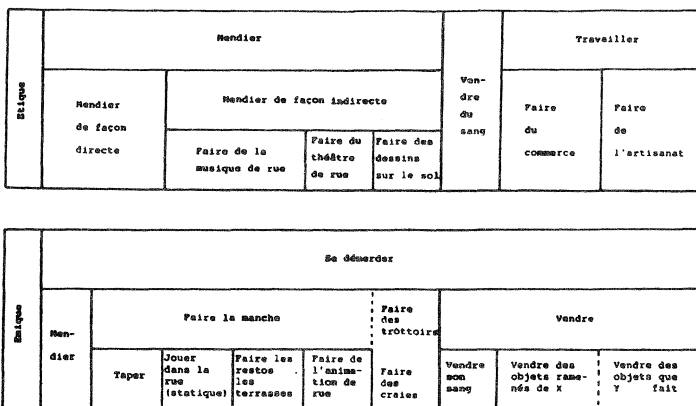 Etique
Mendier
Travailler
Mendier
de façon
directe
Mendier de façon indirecte
Faire de la
musique de rue
Faire du
théâtre
de rue
Faire des
dessins
sur le sol
Ven-
dre
du
sang
Faire
du
commerce
Faire
de
l'artisanat
Emique
Se démerder
Men-
dier
Faire la manche
Faire
des
trottoirs
Vendre
Taper
Jouer
dans la
rue
(statique)
Faire les
restos
les
terrasses
Faire de
l'anima-
tion de
rue
Faire
des
craies
Vendre
son
sang
Vendre des
objets rame-
nés de X
Vendre des
objets que
Y fait